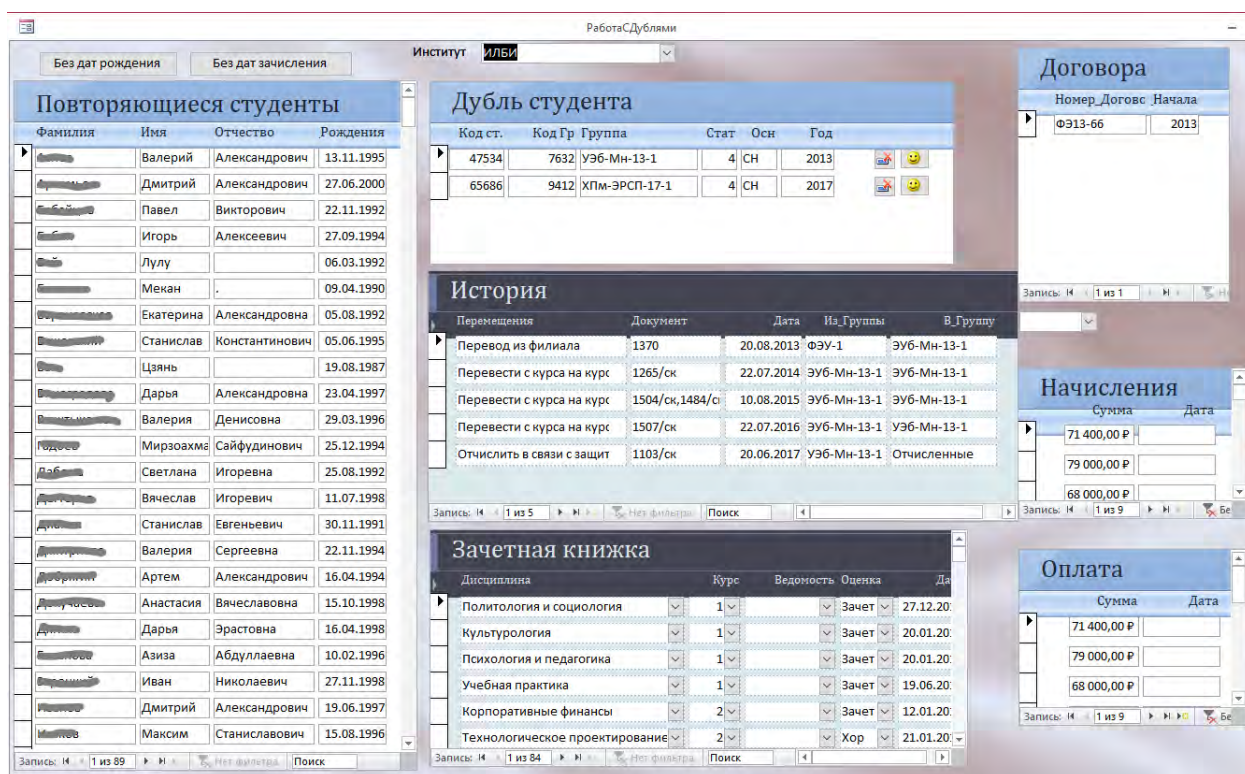 РаботаСДублями
Без дат рождения Без дат зачисления
Институт ИЛБИ
Повторяющиеся студенты
Фамилия Имя Отчество Рождения
Валерий Александрович 13.11.1995
Дмитрий Александрович 27.06.2000
Павел Викторович 22.11.1992
Игорь Алексеевич 27.09.1994
Лулу 06.03.1992
Мекан . 09.04.1990
Екатерина Александровна 05.08.1992
Станислав Константинович 05.06.1995
Цзянь 19.08.1987
Дарья Александровна 23.04.1997
Валерия Денисовна 29.03.1996
Мирзоахма Сайфудинович 25.12.1994
Светлана Игоревна 25.08.1992
Вячеслав Игоревич 11.07.1998
Станислав Евгеньевич 30.11.1991
Валерия Сергеевна 22.11.1994
Артем Александрович 16.04.1994
Анастасия Вячеславовна 15.10.1998
Дарья Эрастовна 16.04.1998
Азиза Абдуллаевна 10.02.1996
Иван Николаевич 27.11.1998
Дмитрий Александрович 19.06.1997
Максим Станиславович 15.08.1996
Запись: 1 из 89 Нет фильтра Поиск
Дубль студента
Код ст. Код Гр Группа Стат Осн Год
47534 7632 УЭб-Мн-13-1 4 СН 2013
65686 9412 ХПм-ЭРСП-17-1 4 СН 2017
История
Перемещения Документ Дата Из_Группы В_Группу
Перевод из филиала 1370 20.08.2013 ФЭУ-1 ЭУб-Мн-13-1
Перевести с курса на курс 1265/ск 22.07.2014 ЭУб-Мн-13-1 ЭУб-Мн-13-1
Перевести с курса на курс 1504/ск,1484/с 10.08.2015 ЭУб-Мн-13-1 ЭУб-Мн-13-1
Перевести с курса на курс 1507/ск 22.07.2016 ЭУб-Мн-13-1 УЭб-Мн-13-1
Отчислить в связи с защит 1103/ск 20.06.2017 УЭб-Мн-13-1 Отчисленные
Запись: 1 из 5 Нет фильтра Поиск
Зачетная книжка
Дисциплина Курс Ведомость Оценка Да
Политология и социология 1 Зачет 27.12.20
Культурология 1 Зачет 20.01.20
Психология и педагогика 1 Зачет 20.01.20
Учебная практика 1 Зачет 19.06.20
Корпоративные финансы 2 Зачет 12.01.20
Технологическое проектирование 2 Хор 21.01.20
Запись: 1 из 84 Нет фильтра Поиск
Договора
Номер_Договс Начала
ФЭ13-66 2013
Запись: 1 из 1 Не
Начисления
Сумма Дата
71 400,00 ₽
79 000,00 ₽
68 000,00 ₽
Запись: 1 из 9 Бе
Оплата
Сумма Дата
71 400,00 ₽
79 000,00 ₽
68 000,00 ₽
Запись: 1 из 9 Бе